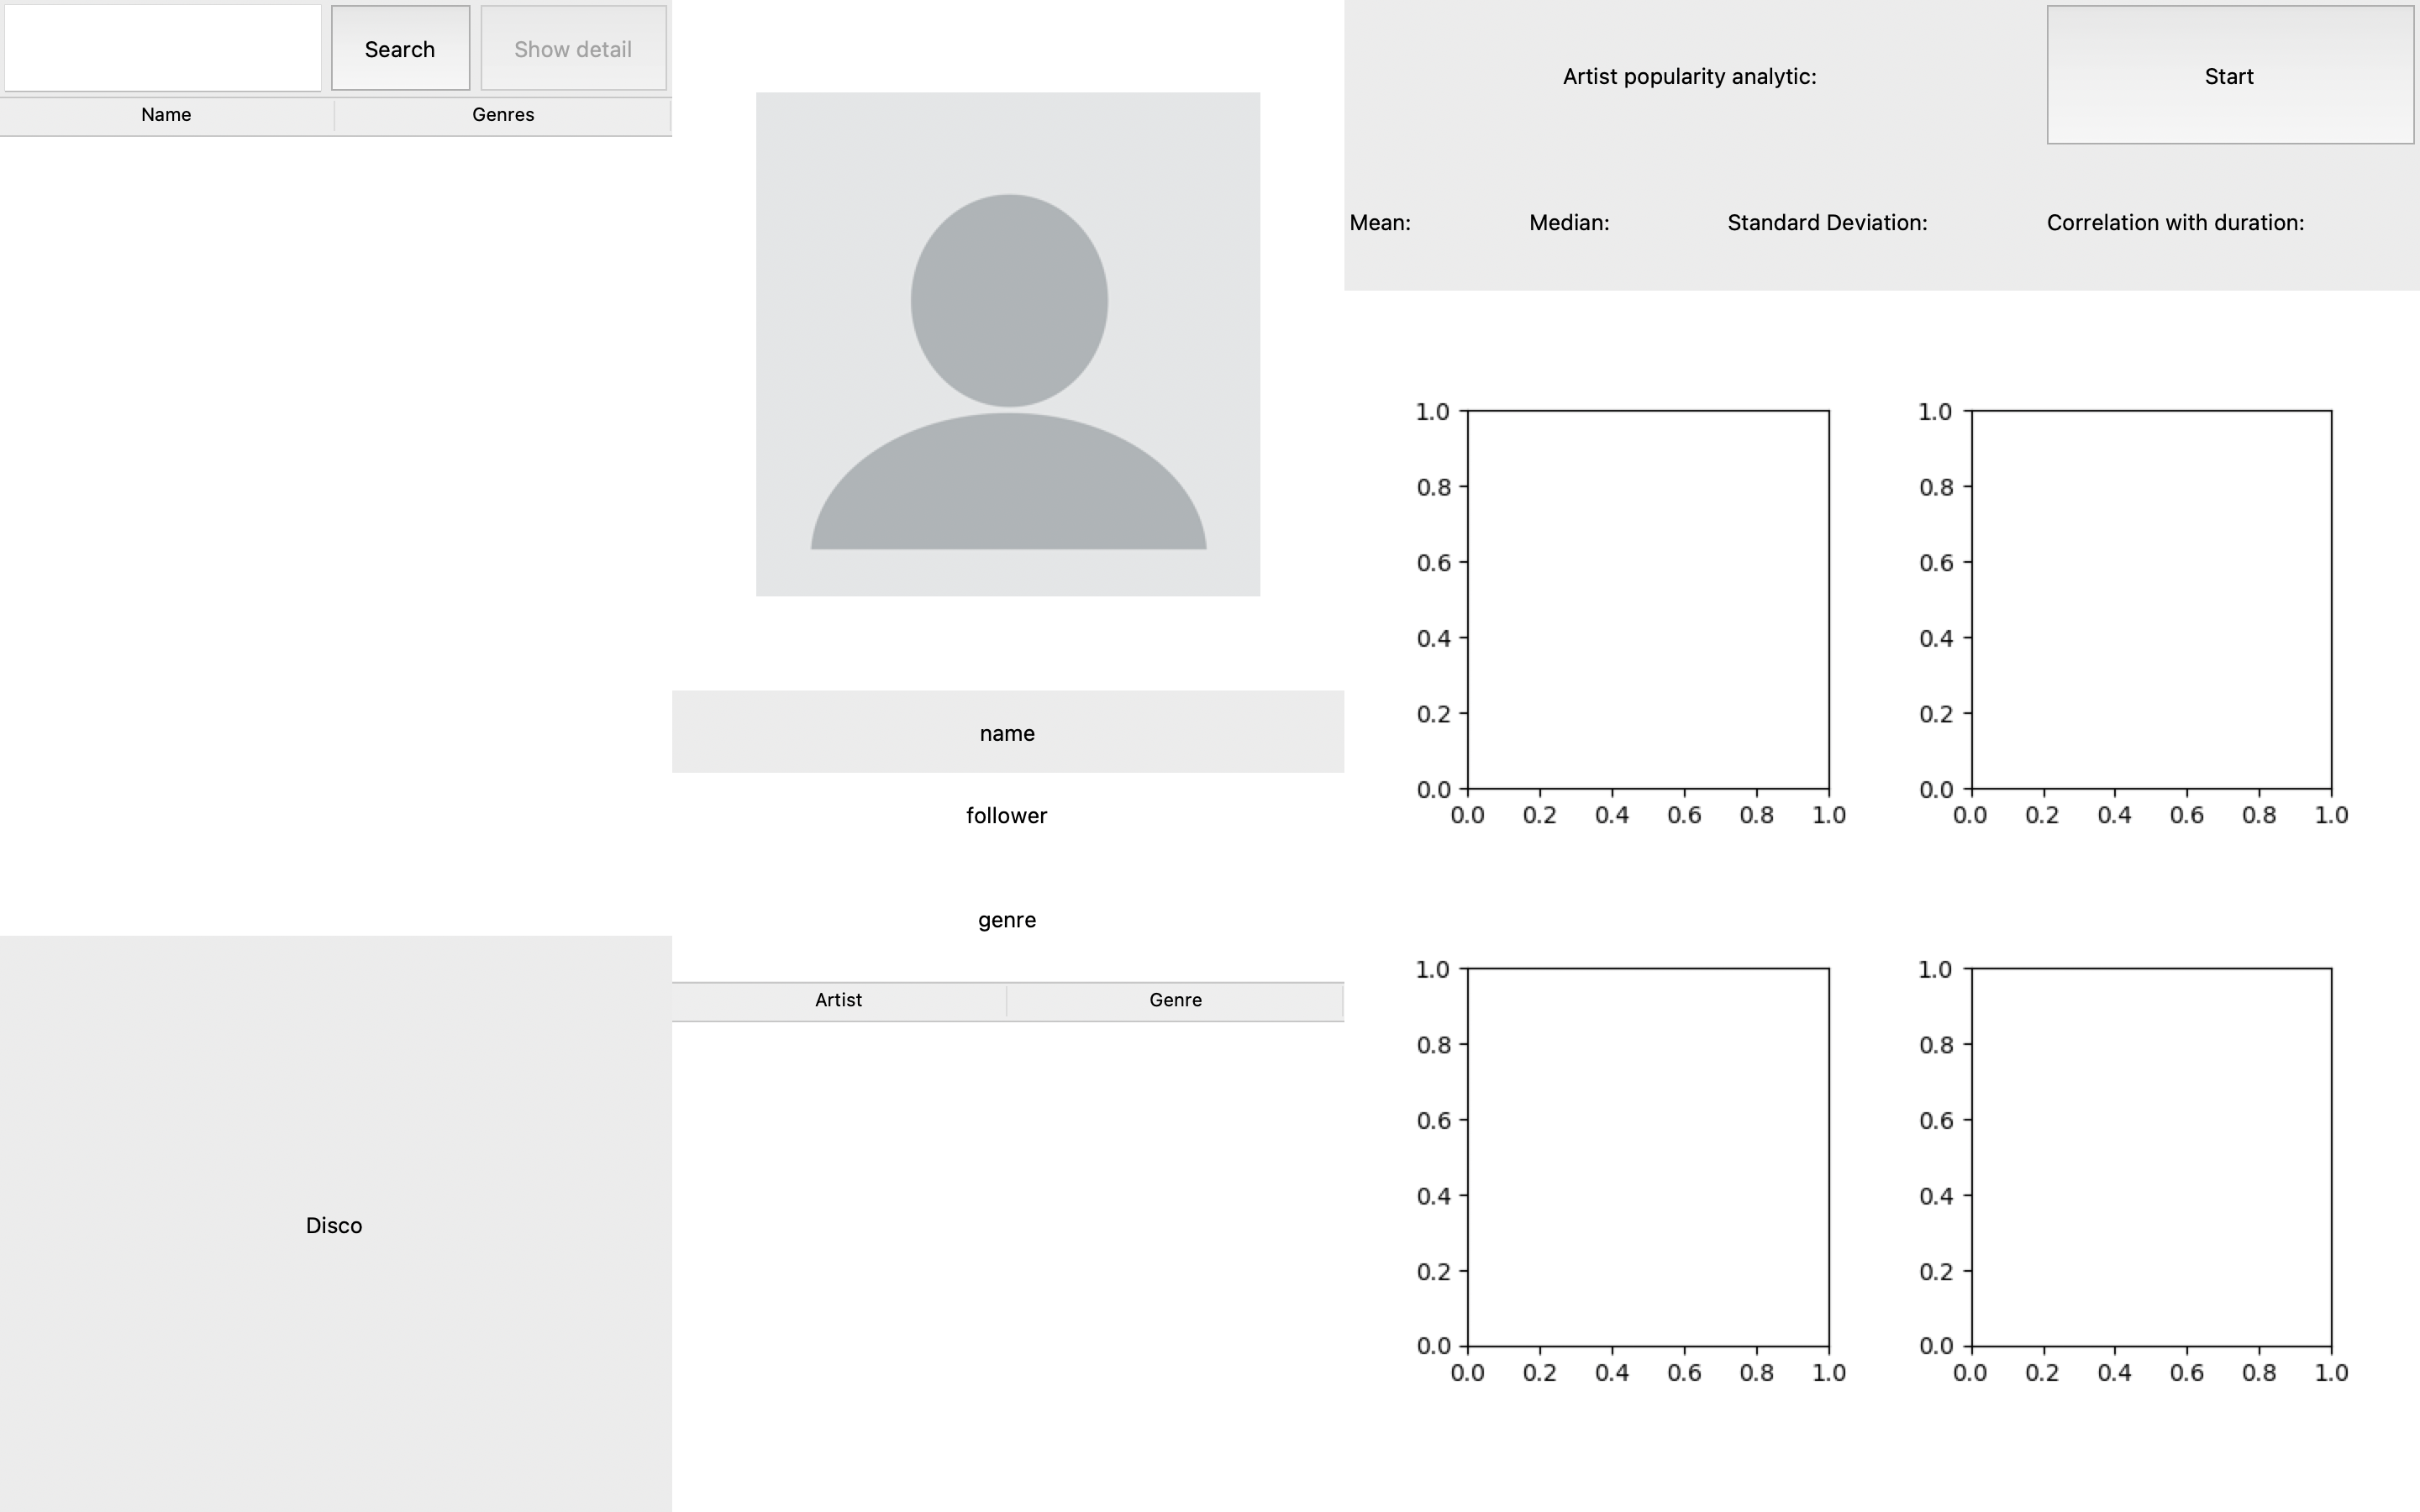 Search
Show detail
Name
Genres
Disco
name
follower
genre
Artist
Genre
Artist popularity analytic:
Start
Mean:
Median:
Standard Deviation:
Correlation with duration:
1.0
0.8
0.6
0.4
0.2
0.0
0.0 0.2 0.4 0.6 0.8 1.0
1.0
0.8
0.6
0.4
0.2
0.0
0.0 0.2 0.4 0.6 0.8 1.0
1.0
0.8
0.6
0.4
0.2
0.0
0.0 0.2 0.4 0.6 0.8 1.0
1.0
0.8
0.6
0.4
0.2
0.0
0.0 0.2 0.4 0.6 0.8 1.0